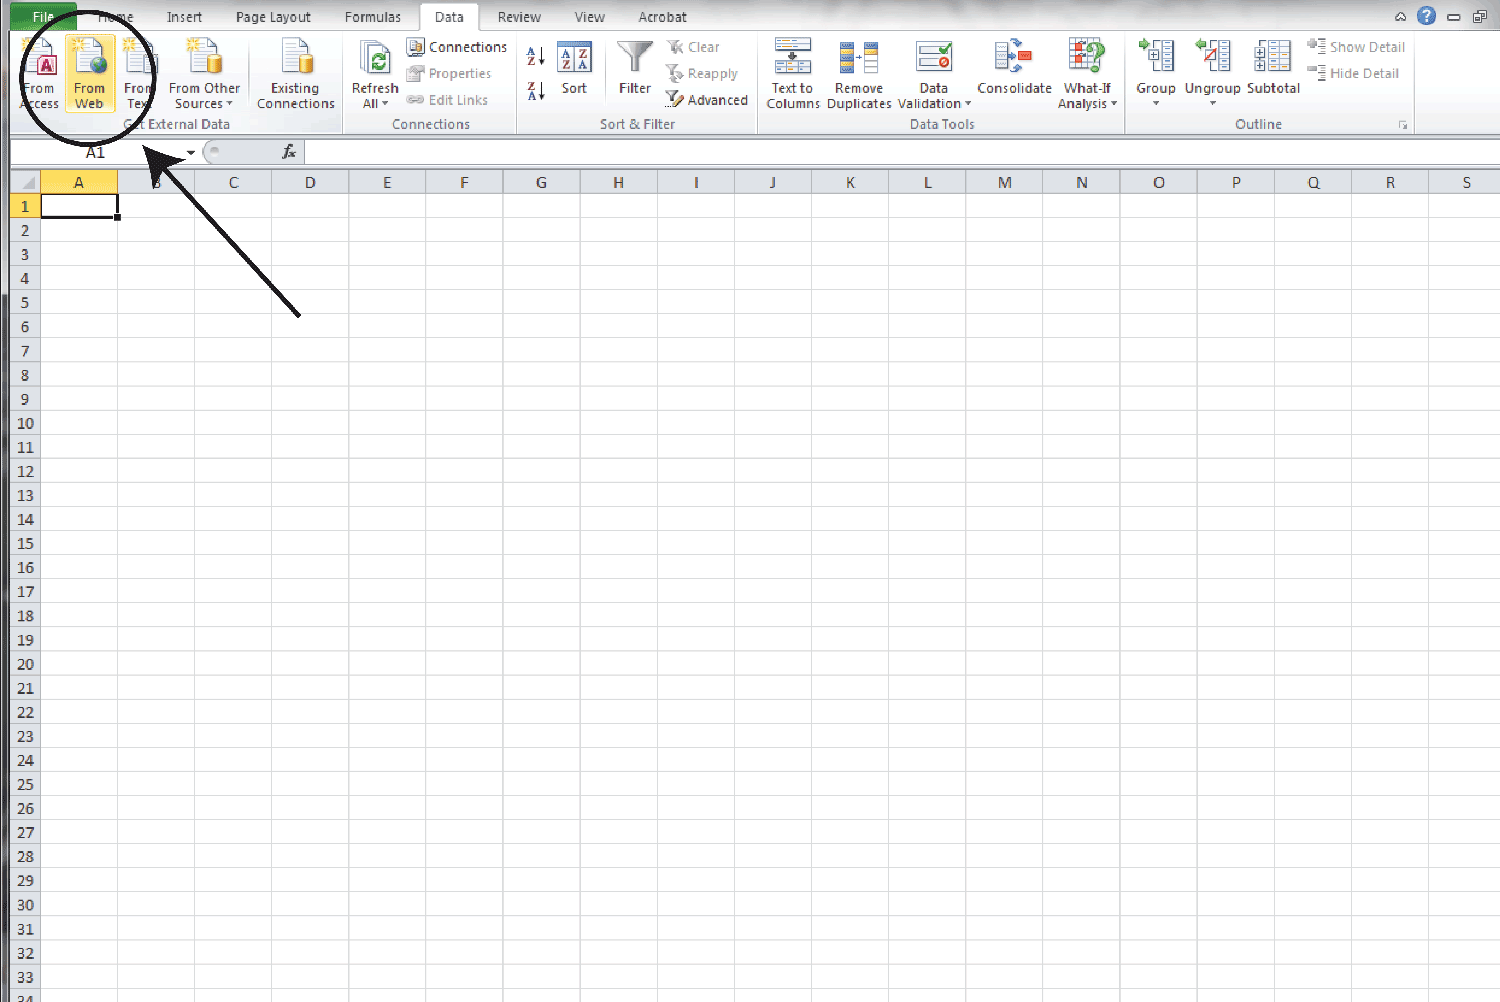 File Home Insert Page Layout Formulas Data Review View Acrobat
From Access
From Web
From Text
From Other Sources
Existing Connections
Get External Data
Refresh All
Connections
Properties
Edit Links
Connections
A Z
Z A
A Z Z A
Sort
Filter
Clear
Reapply
Advanced
Sort & Filter
Text to Columns
Remove Duplicates
Data Validation
Consolidate
What-If Analysis
Data Tools
Group
Ungroup
Subtotal
Show Detail
Hide Detail
Outline
A1 fx
A B C D E F G H I J K L M N O P Q R S
1
2
3
4
5
6
7
8
9
10
11
12
13
14
15
16
17
18
19
20
21
22
23
24
25
26
27
28
29
30
31
32
33
34